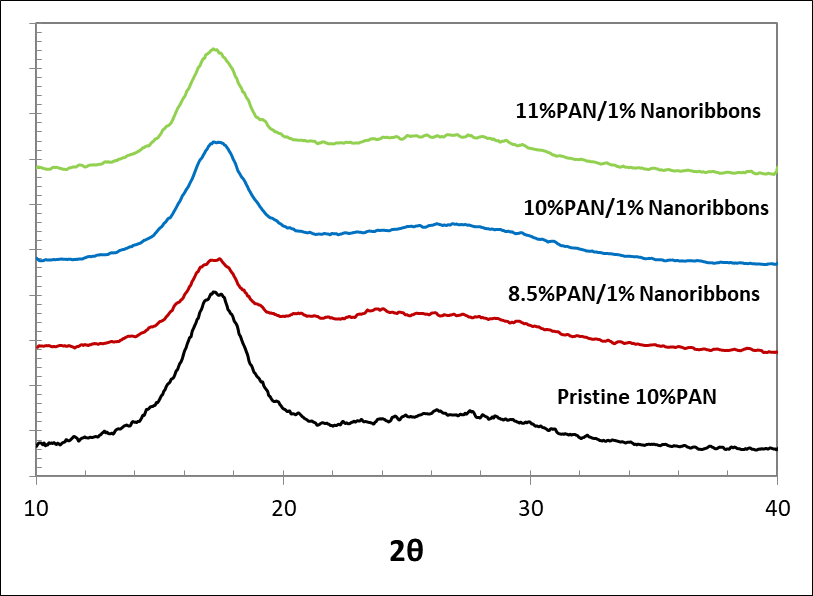 11%PAN/1% Nanoribbons
10%PAN/1% Nanoribbons
8.5%PAN/1% Nanoribbons
Pristine 10%PAN
10 20 30 40
2θ